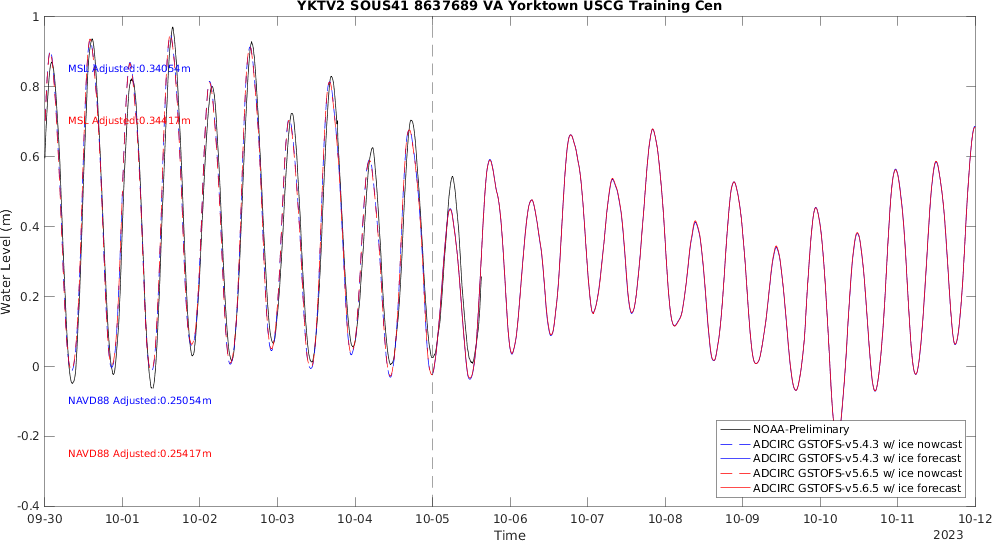 YKTV2 SOUS41 8637689 VA Yorktown USCG Training Cen
1
0.8
0.6
0.4
0.2
0
-0.2
-0.4
Water Level (m)
MSL Adjusted:0.34054m
MSL Adjusted:0.34417m
NAVD88 Adjusted:0.25054m
NAVD88 Adjusted:0.25417m
NOAA-Preliminary
ADCIRC GSTOFS-v5.4.3 w/ ice nowcast
ADCIRC GSTOFS-v5.4.3 w/ ice forecast
ADCIRC GSTOFS-v5.6.5 w/ ice nowcast
ADCIRC GSTOFS-v5.6.5 w/ ice forecast
09-30 10-01 10-02 10-03 10-04 10-05 10-06 10-07 10-08 10-09 10-10 10-11 10-12
Time
2023